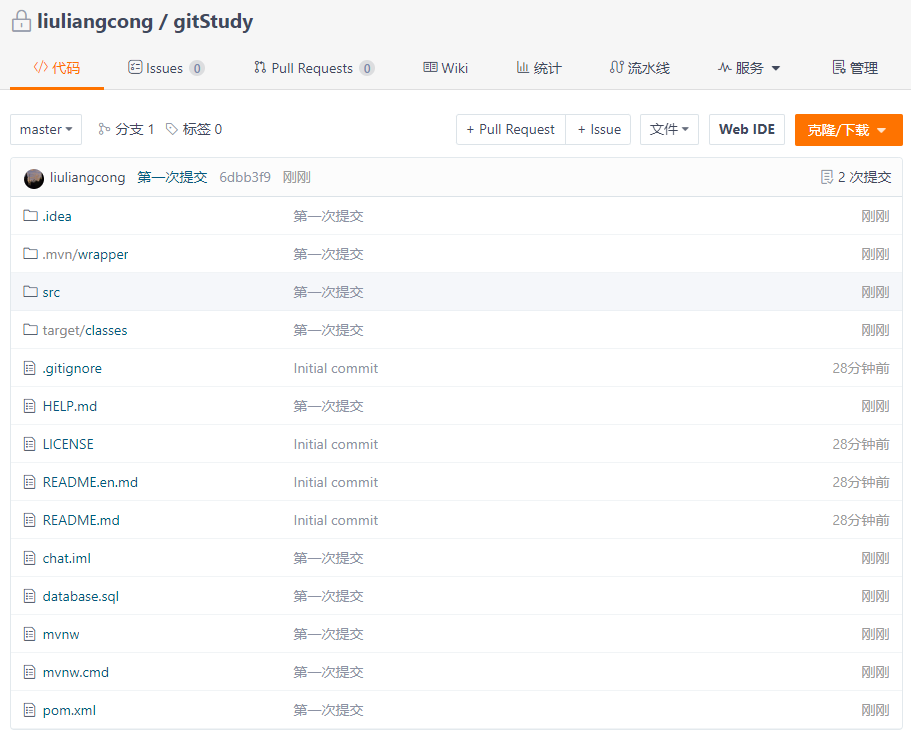 liuliangcong / gitStudy
代码 Issues 0 Pull Requests 0 Wiki 统计 流水线 服务 管理
master 分支 1 标签 0 + Pull Request + Issue 文件 Web IDE 克隆/下载
liuliangcong 第一次提交 6dbb3f9 刚刚 2 次提交
.idea 第一次提交 刚刚
.mvn/wrapper 第一次提交 刚刚
src 第一次提交 刚刚
target/classes 第一次提交 刚刚
.gitignore Initial commit 28分钟前
HELP.md 第一次提交 刚刚
LICENSE Initial commit 28分钟前
README.en.md Initial commit 28分钟前
README.md Initial commit 28分钟前
chat.iml 第一次提交 刚刚
database.sql 第一次提交 刚刚
mvnw 第一次提交 刚刚
mvnw.cmd 第一次提交 刚刚
pom.xml 第一次提交 刚刚